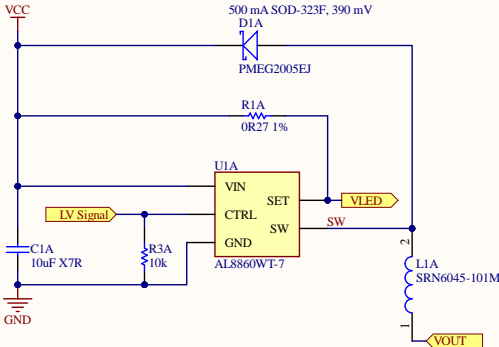 VCC
500 mA SOD-323F, 390 mV
D1A
PMEG2005EJ
R1A
0R27 1%
U1A
VIN
SET
VLED
LV Signal
CTRL
SW
SW
GND
R3A
10k
AL8860WT-7
C1A
10uF X7R
GND
2
L1A
SRN6045-101M
1
VOUT